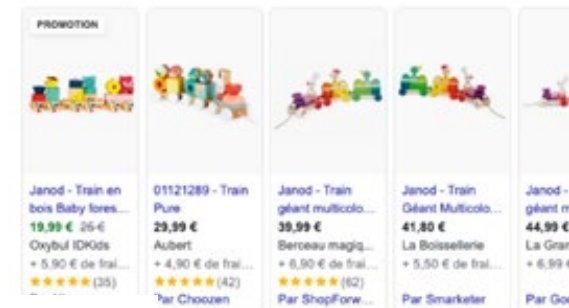 PROMOTION
Janod - Train en
bois Baby fores...
19,99 € 25 €
Oxybul IDKids
+ 5,90 € de frai...
(35)
01121289 - Train
Pure
29,99 €
Aubert
+ 4,90 € de frai...
(42)
Par Choozen
Janod - Train
géant multicolo...
39,99 €
Berceau magiq...
+ 6,90 € de frai...
(62)
Par ShopForw...
Janod - Train
Géant Multicolo...
41,80 €
La Boissellerie
+ 5,50 € de frai...
Par Smarketer
Janod -
géant m
44,99 €
La Gran
+ 6,99
Par Go